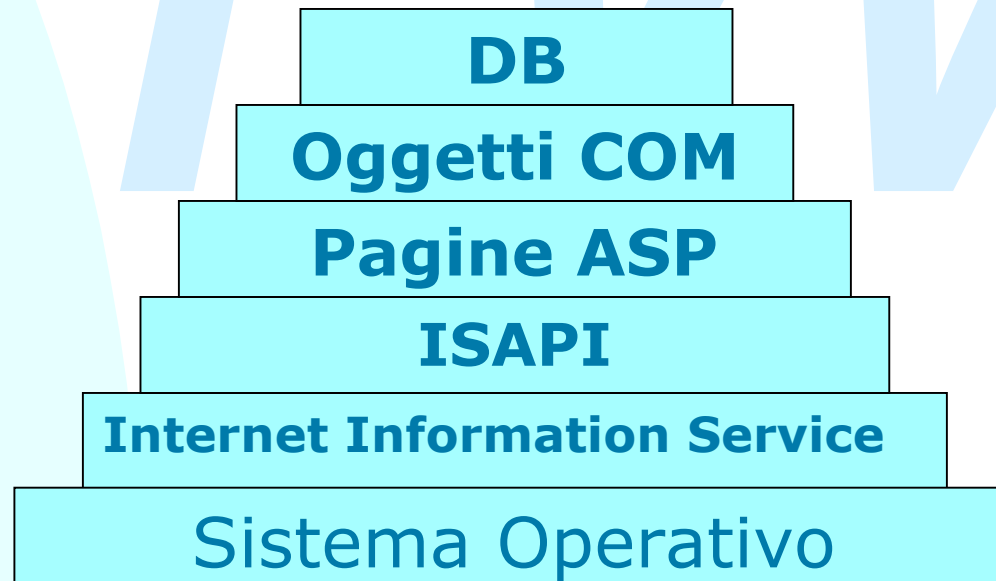 DB
Oggetti COM
Pagine ASP
ISAPI
Internet Information Service
Sistema Operativo